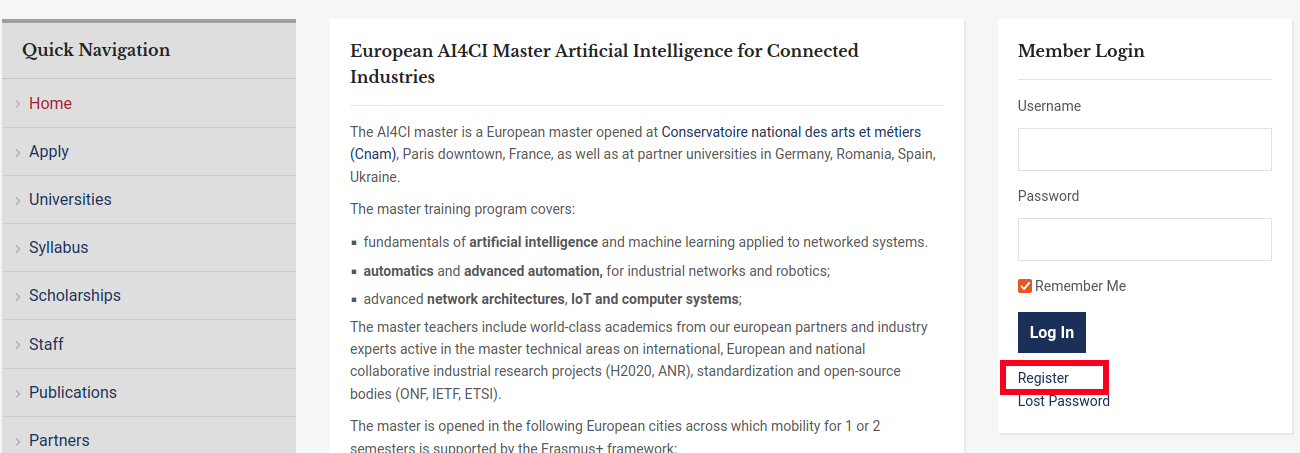 Quick Navigation
Home
Apply
Universities
Syllabus
Scholarships
Staff
Publications
Partners
European AI4CI Master Artificial Intelligence for Connected
Industries
The AI4CI master is a European master opened at Conservatoire national des arts et métiers
(Cnam), Paris downtown, France, as well as at partner universities in Germany, Romania, Spain,
Ukraine.
The master training program covers:
▪ fundamentals of artificial intelligence and machine learning applied to networked systems.
▪ automatics and advanced automation, for industrial networks and robotics;
▪ advanced network architectures, IoT and computer systems;
The master teachers include world-class academics from our european partners and industry
experts active in the master technical areas on international, European and national
collaborative industrial research projects (H2020, ANR), standardization and open-source
bodies (ONF, IETF, ETSI).
The master is opened in the following European cities across which mobility for 1 or 2
semesters is supported by the Erasmus+ framework:
Member Login
Username
Password
Remember Me
Log In
Register
Lost Password